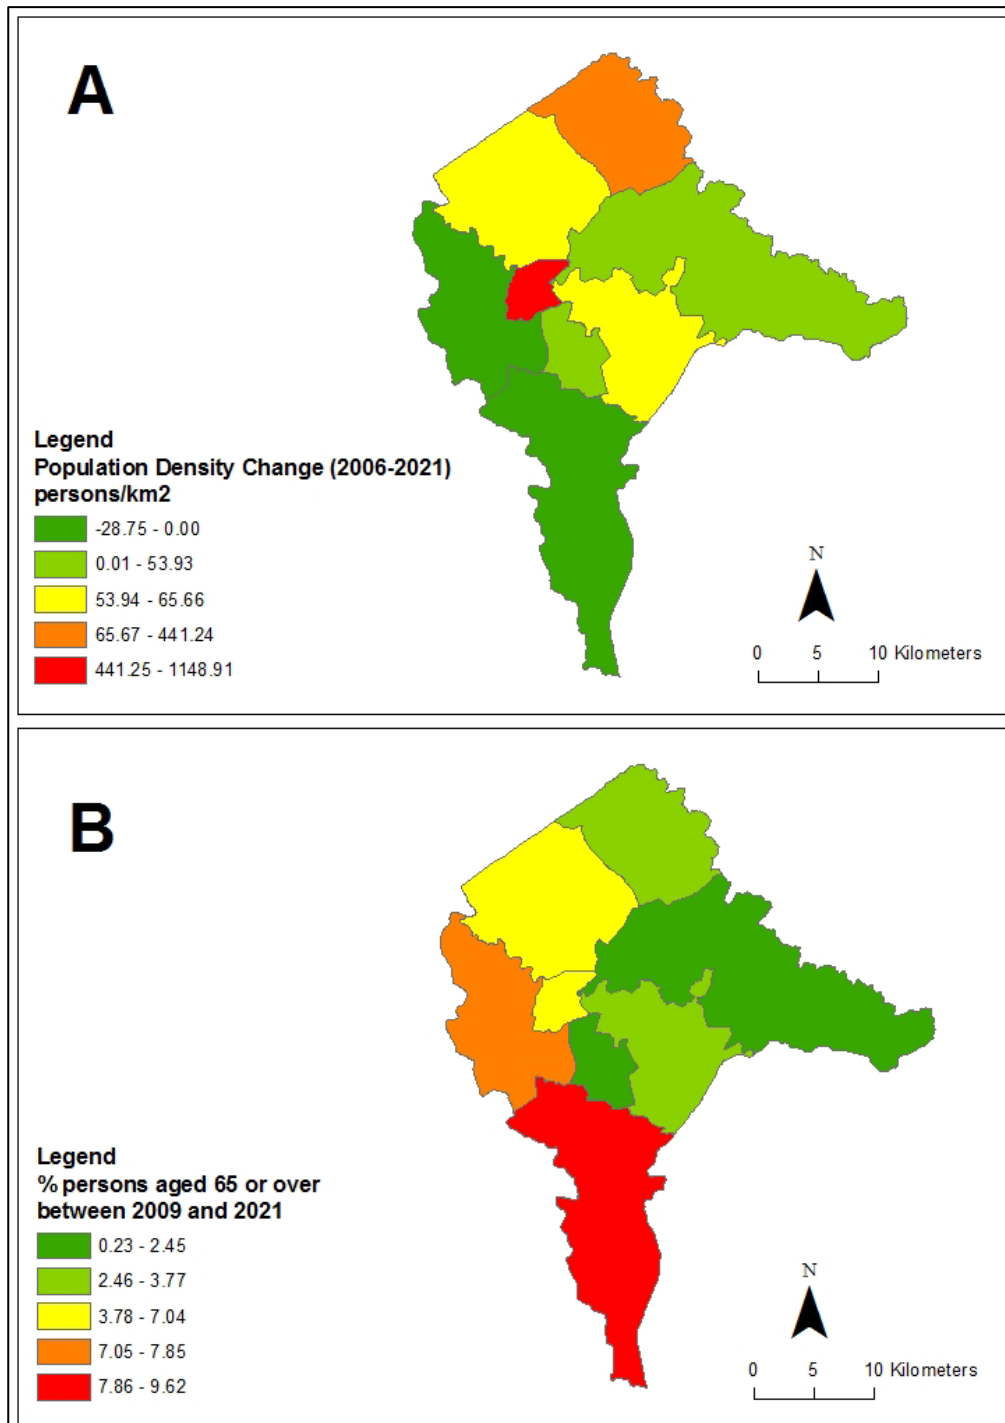 A
Legend
Population Density Change (2006-2021)
persons/km2
-28.75 - 0.00
0.01 - 53.93
53.94 - 65.66
65.67 - 441.24
441.25 - 1148.91
N
0 5 10 Kilometers
B
Legend
% persons aged 65 or over
between 2009 and 2021
0.23 - 2.45
2.46 - 3.77
3.78 - 7.04
7.05 - 7.85
7.86 - 9.62
N
0 5 10 Kilometers